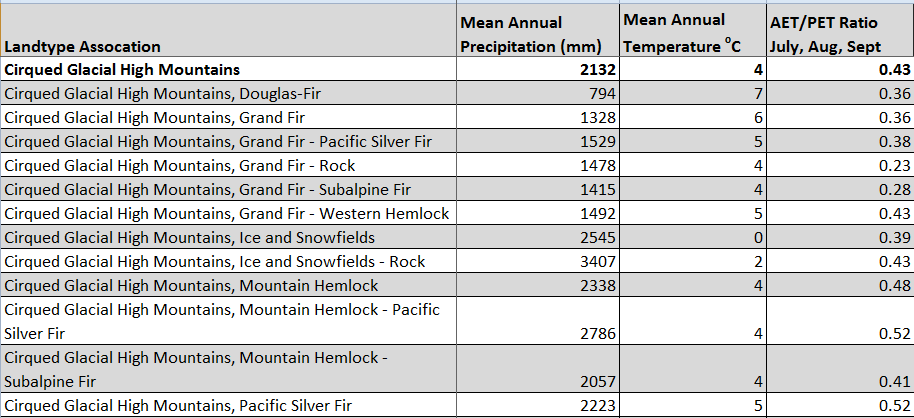 Landtype Assocation Mean Annual Precipitation (mm) Mean Annual Temperature °C AET/PET Ratio July, Aug, Sept
Cirqued Glacial High Mountains 2132 4 0.43
Cirqued Glacial High Mountains, Douglas-Fir 794 7 0.36
Cirqued Glacial High Mountains, Grand Fir 1328 6 0.36
Cirqued Glacial High Mountains, Grand Fir - Pacific Silver Fir 1529 5 0.38
Cirqued Glacial High Mountains, Grand Fir - Rock 1478 4 0.23
Cirqued Glacial High Mountains, Grand Fir - Subalpine Fir 1415 4 0.28
Cirqued Glacial High Mountains, Grand Fir - Western Hemlock 1492 5 0.43
Cirqued Glacial High Mountains, Ice and Snowfields 2545 0 0.39
Cirqued Glacial High Mountains, Ice and Snowfields - Rock 3407 2 0.43
Cirqued Glacial High Mountains, Mountain Hemlock 2338 4 0.48
Cirqued Glacial High Mountains, Mountain Hemlock - Pacific
Silver Fir 2786 4 0.52
Cirqued Glacial High Mountains, Mountain Hemlock -
Subalpine Fir 2057 4 0.41
Cirqued Glacial High Mountains, Pacific Silver Fir 2223 5 0.52